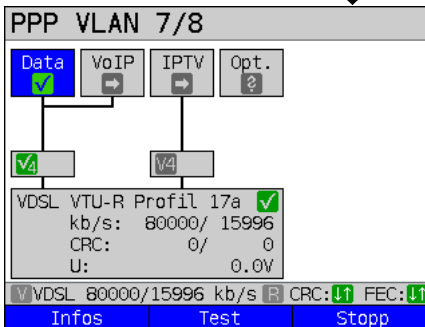 PPP VLAN 7/8
Data VoIP IPTV Opt.
V4 V4
VDSL VTU-R Profil 17a
kb/s: 80000/ 15996
CRC: 0/ 0
U: 0.0V
V VDSL 80000/15996 kb/s R CRC: FEC:
Infos Test Stopp